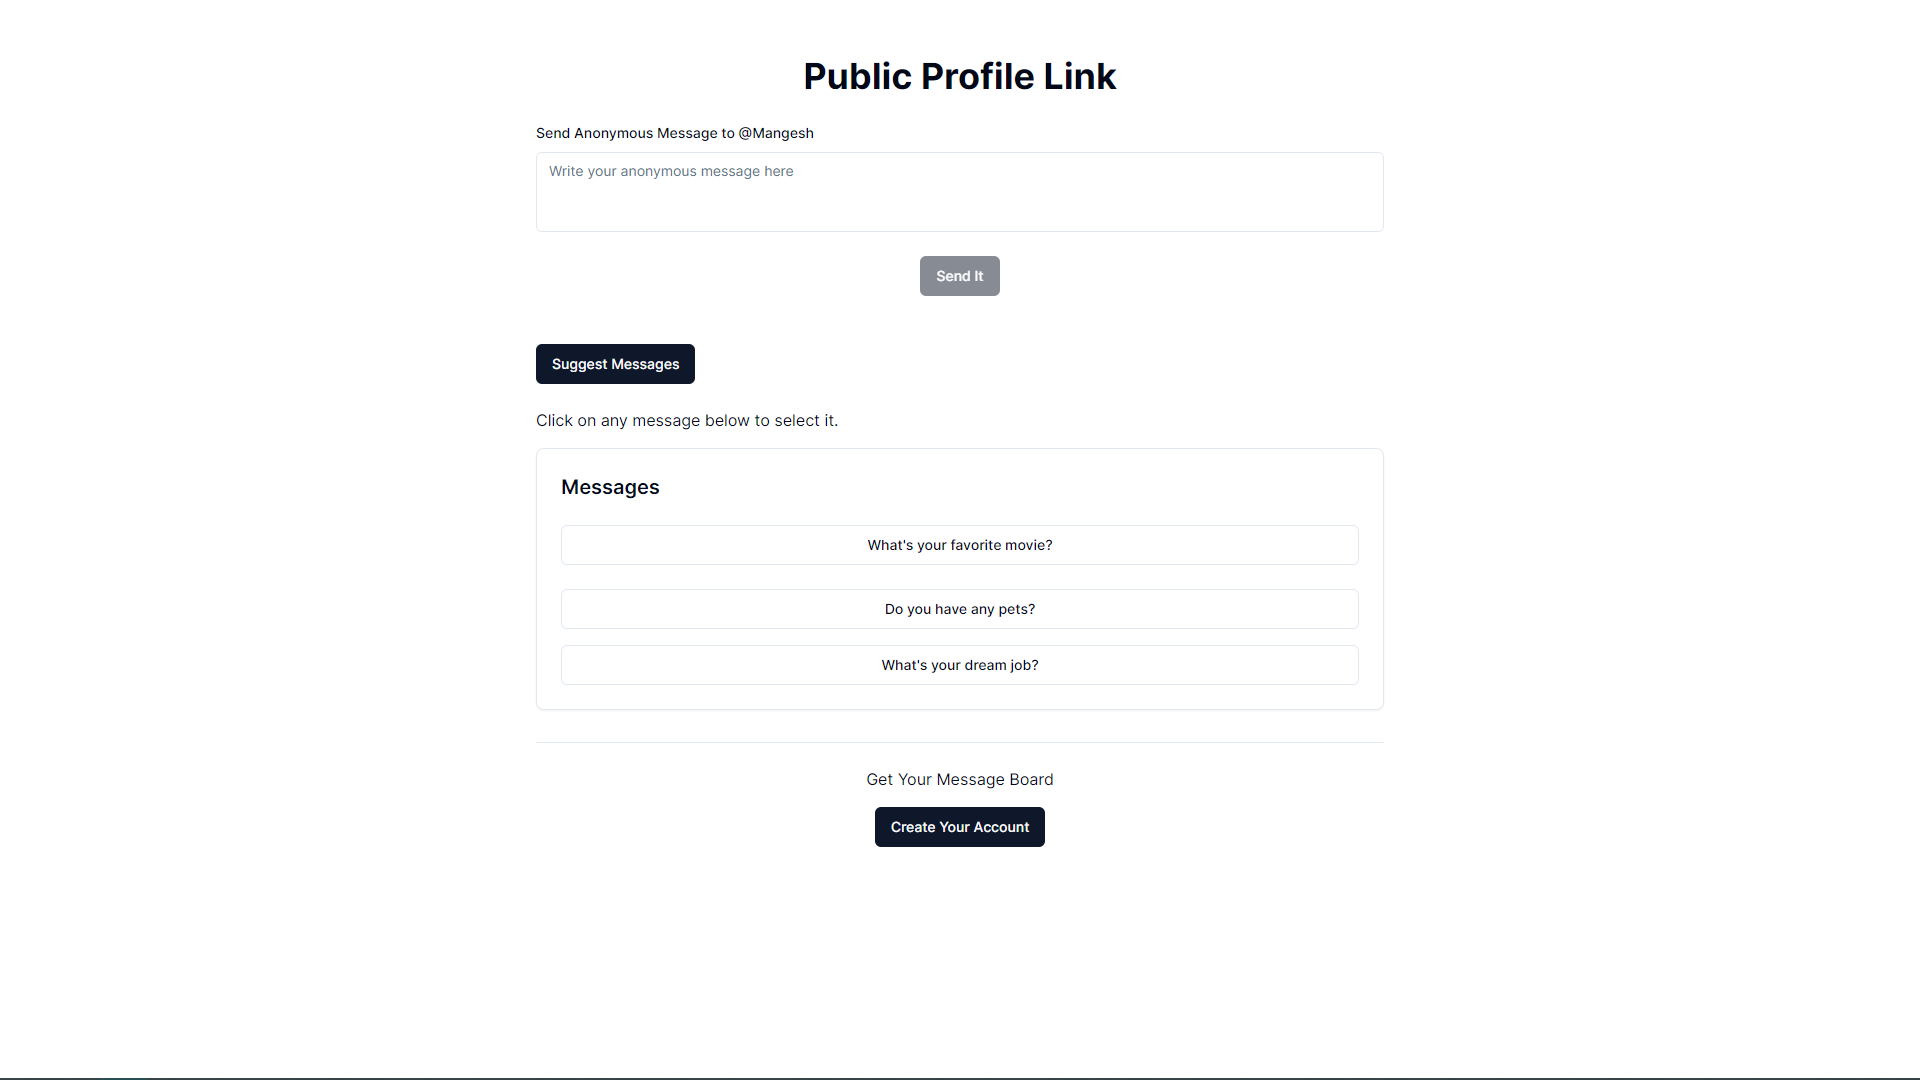 Public Profile Link
Send Anonymous Message to @Mangesh
Write your anonymous message here
Send It
Suggest Messages
Click on any message below to select it.
Messages
What's your favorite movie?
Do you have any pets?
What's your dream job?
Get Your Message Board
Create Your Account